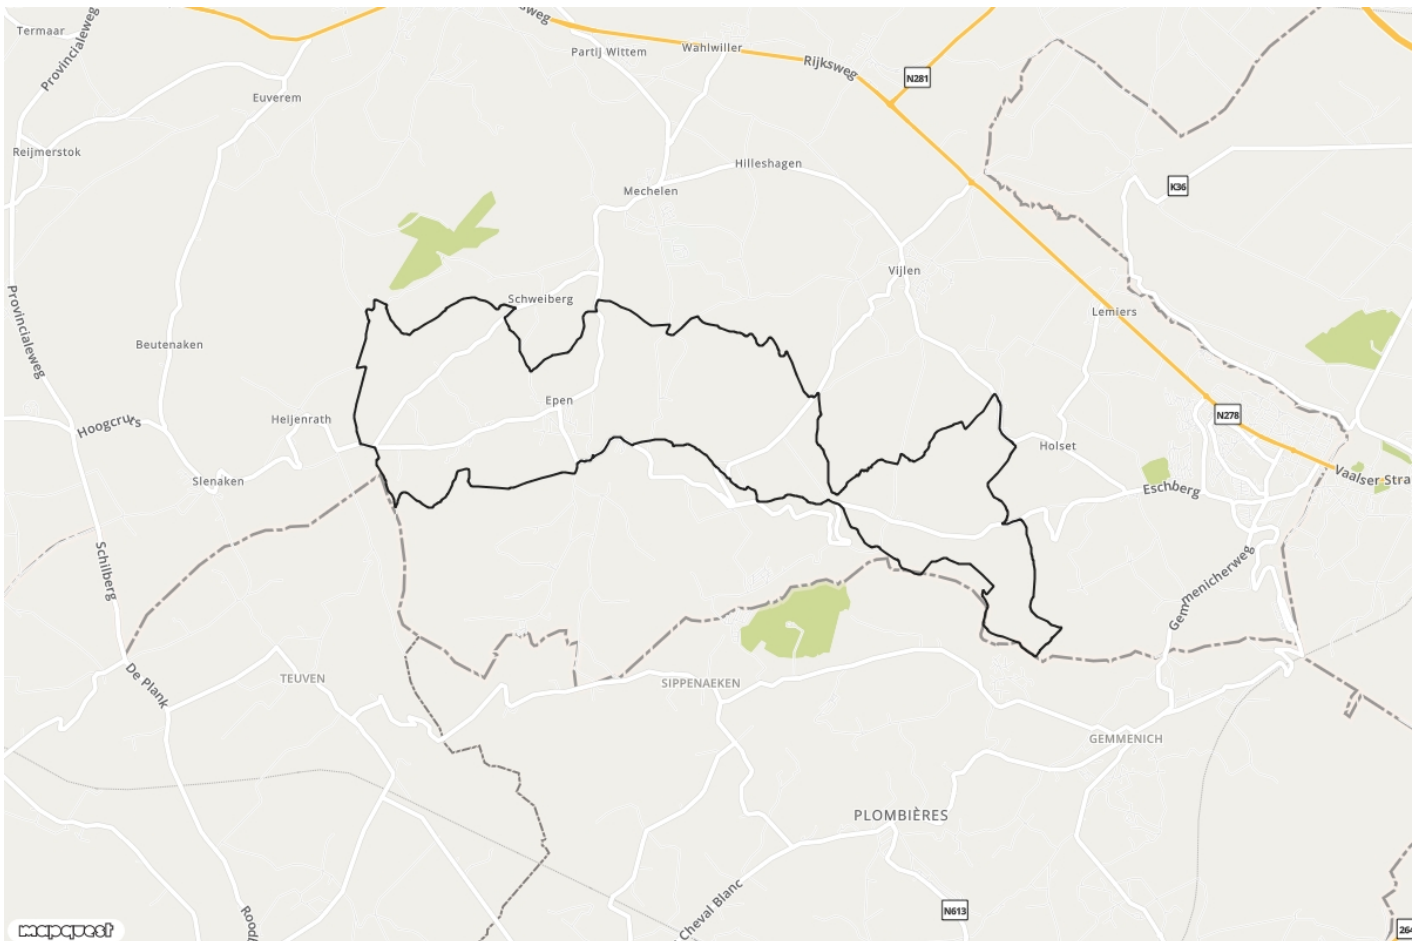 Termaar
Provincialeweg
Partij Wittem
Wahlwiller
Rijksweg
N281
Euverem
Reijmerstok
Hilleshagen
Mechelen
K36
Vijlen
Schweiberg
Lemiers
Provincialeweg
Beutenaken
Epen
Heijenrath
Hoogcruts
N278
Holset
Slenaken
Eschberg
Vaalser Stra
Schilberg
Gemmenicherweg
De Plank
TEUVEN
SIPPENAEKEN
GEMMENICH
PLOMBIÈRES
Cheval Blanc
N613
264
mapquest